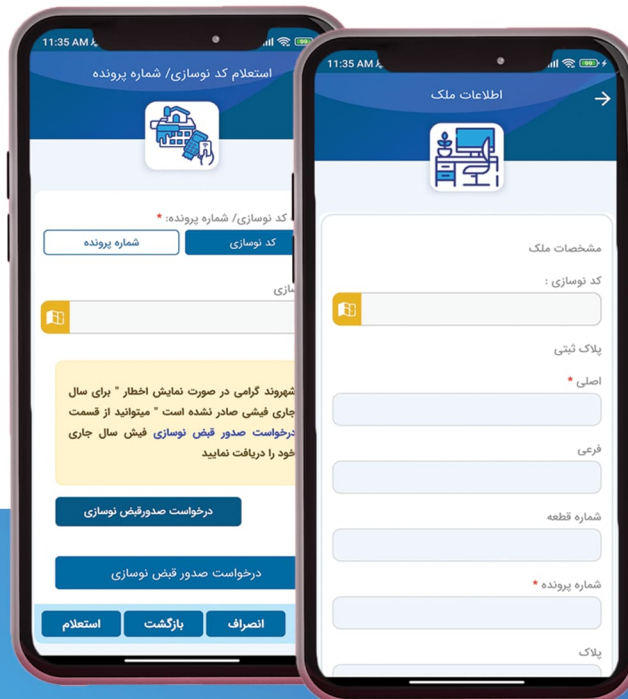 11:35 AM
استعلام کد نوسازی/ شماره پرونده
کد نوسازی/ شماره پرونده: *
کد نوسازی
شماره پرونده
شهروند گرامی در صورت نمایش اخطار " برای سال
جاری فیشی صادر نشده است " میتوانید از قسمت
درخواست صدور قبض نوسازی فیش سال جاری
خود را دریافت نمایید
درخواست صدورقبض نوسازی
درخواست صدور قبض نوسازی
انصراف
بازگشت
استعلام
11:35 AM
اطلاعات ملک
مشخصات ملک
کد نوسازی :
پلاک ثبتی
اصلی *
فرعی
شماره قطعه
شماره پرونده *
پلاک